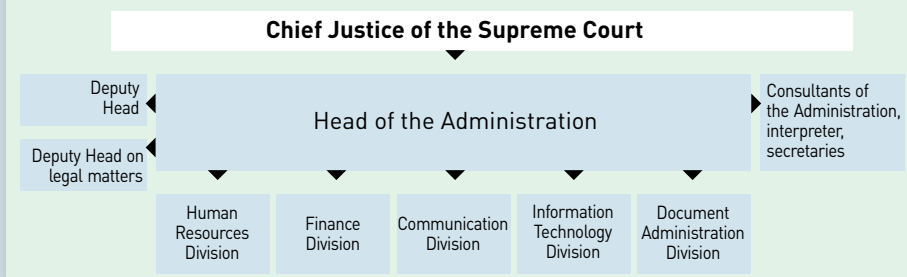 Chief Justice of the Supreme Court
Deputy
Head
Head of the Administration
Consultants of
the Administration,
interpreter,
secretaries
Deputy Head on
legal matters
Human
Resources
Division
Finance
Division
Communication
Division
Information
Technology
Division
Document
Administration
Division